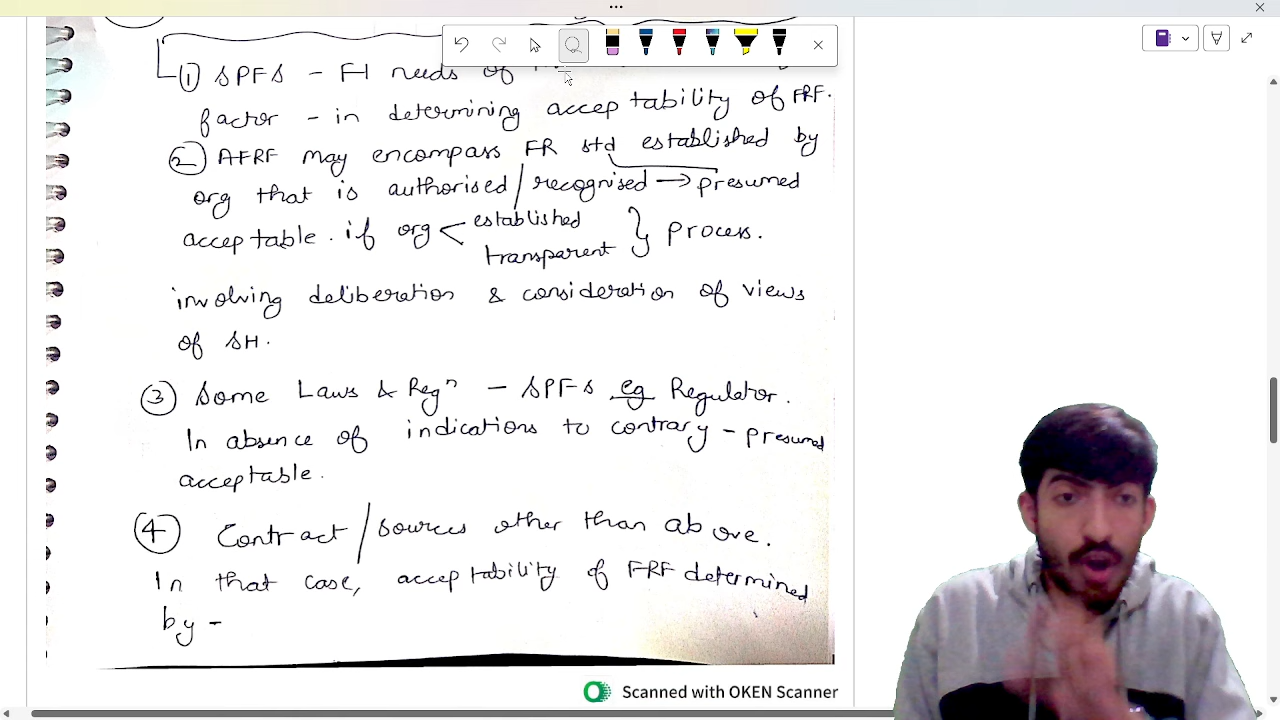 ① SPFS - FI needs of
factor - in determining acceptability of FRF.
② AFRF may encompass FR std established by
org that is authorised / recognised → presumed
acceptable. if org < established
transparent } process.
involving deliberation & consideration of views
of SH.
③ Some Laws & Regⁿ - SPFS eg Regulator.
In absence of indications to contrary - presumed
acceptable.
④ Contract / sources other than above.
In that case, acceptability of FRF determined
by -
Scanned with OKEN Scanner